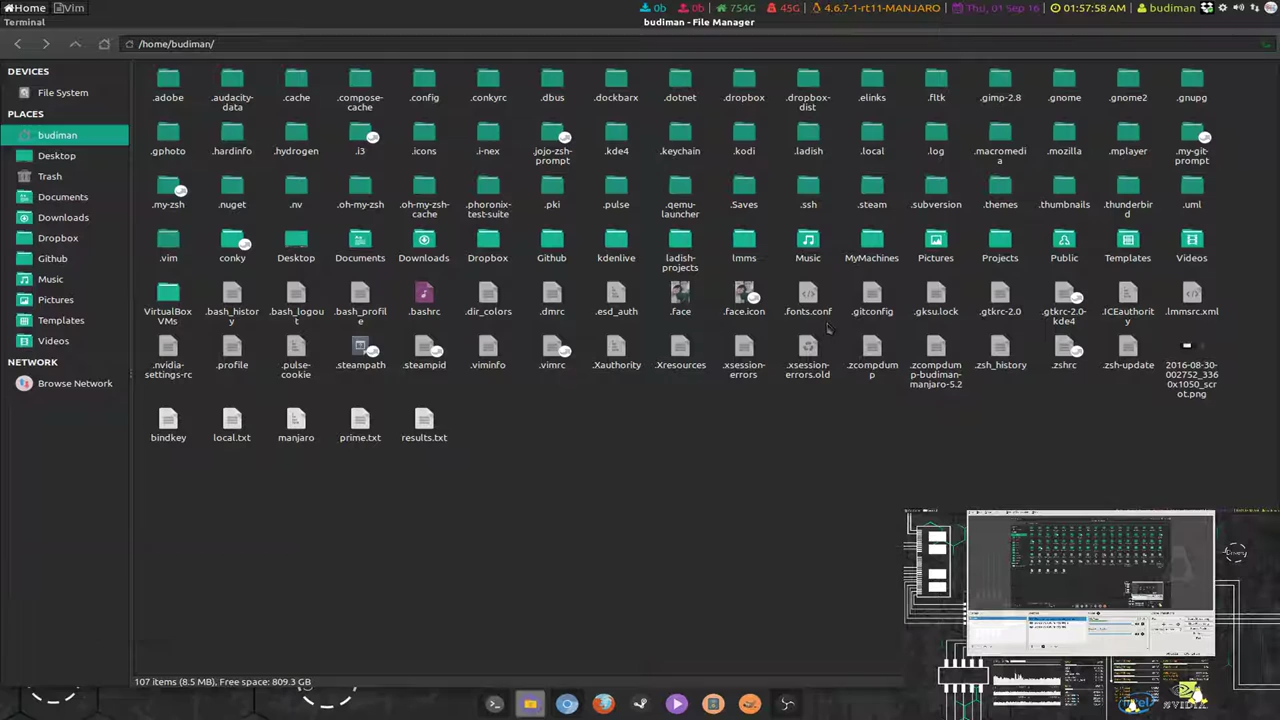 Home Vim 0b 0b 754G 45G 4.6.7-1-rt11-MANJARO Thu, 01 Sep 16 01:57:58 AM budiman
Terminal
budiman - File Manager
/home/budiman/
DEVICES
File System
PLACES
budiman
Desktop
Trash
Documents
Downloads
Dropbox
Github
Music
Pictures
Templates
Videos
NETWORK
Browse Network
.adobe .audacity- .cache .compose- .config .conkyrc .dbus .dockbarx .dotnet .dropbox .dropbox- .elinks .fltk .gimp-2.8 .gnome .gnome2 .gnupg
data cache dist
.gphoto .hardinfo .hydrogen .i3 .icons .i-nex .jojo-zsh- .kde4 .keychain .kodi .ladish .local .log .macromedi .mozilla .mplayer .my-git-
prompt a prompt
.my-zsh .nuget .nv .oh-my-zsh .oh-my-zsh- .phoronix- .pki .pulse .qemu- .Saves .ssh .steam .subversion .themes .thumbnails .thunderbir .uml
cache test-suite launcher d
.vim conky Desktop Documents Downloads Dropbox Github kdenlive ladish- lmms Music MyMachines Pictures Projects Public Templates Videos
projects
VirtualBox .bash_histor .bash_logou .bash_profil .bashrc .dir_colors .dmrc .esd_auth .face .face.icon .fonts.conf .gitconfig .gksu.lock .gtkrc-2.0 .gtkrc-2.0- .ICEauthorit .lmmsrc.xml
VMs y t e kde4 y
.nvidia- .profile .pulse- .steampath .steampid .viminfo .vimrc .Xauthority .Xresources .xsession- .xsession- .zcompdum .zcompdump .zsh_history .zshrc .zsh-update 2016-08-30-
settings-rc cookie errors errors.old p -budiman- 002752_336
manjaro-5.2 0x1050_scr
ot.png
bindkey local.txt manjaro prime.txt results.txt
107 items (8.5 MB), Free space: 809.3 GB